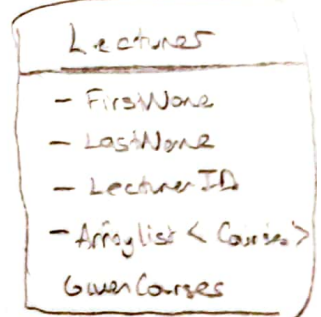 Lecturer
- FirstName
- LastName
- LecturerID
- Arraylist < Courses >
GivenCourses